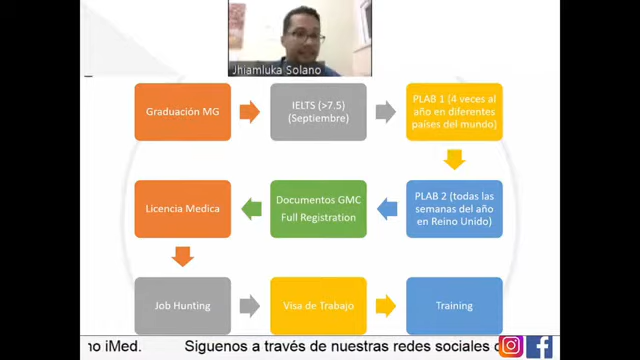 Jhiamluka Solano
Graduación MG
IELTS (>7.5)
(Septiembre)
PLAB 1 (4 veces al
año en diferentes
países del mundo)
Licencia Medica
Documentos GMC
Full Registration
PLAB 2 (todas las
semanas del año
en Reino Unido)
Job Hunting
Visa de Trabajo
Training
no iMed.
Siguenos a través de nuestras redes sociales